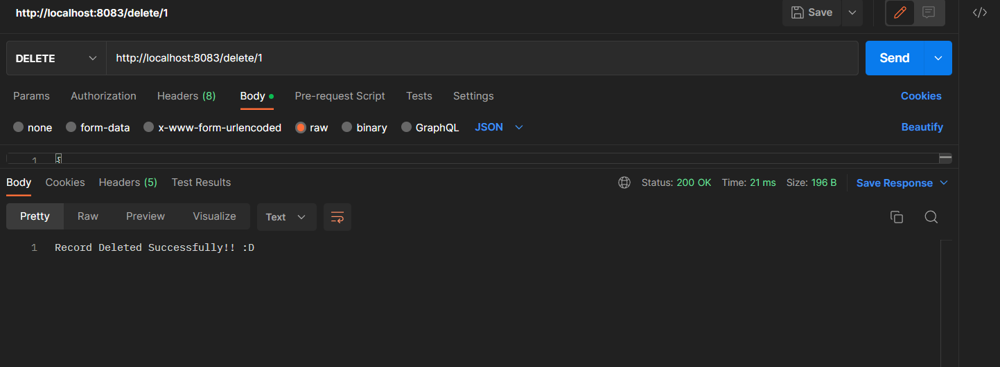 http://localhost:8083/delete/1
Save
DELETE
http://localhost:8083/delete/1
Send
Params Authorization Headers (8) Body Pre-request Script Tests Settings Cookies
none form-data x-www-form-urlencoded raw binary GraphQL JSON Beautify
1 {
Body Cookies Headers (5) Test Results Status: 200 OK Time: 21 ms Size: 196 B Save Response
Pretty Raw Preview Visualize Text
1 Record Deleted Successfully!! :D